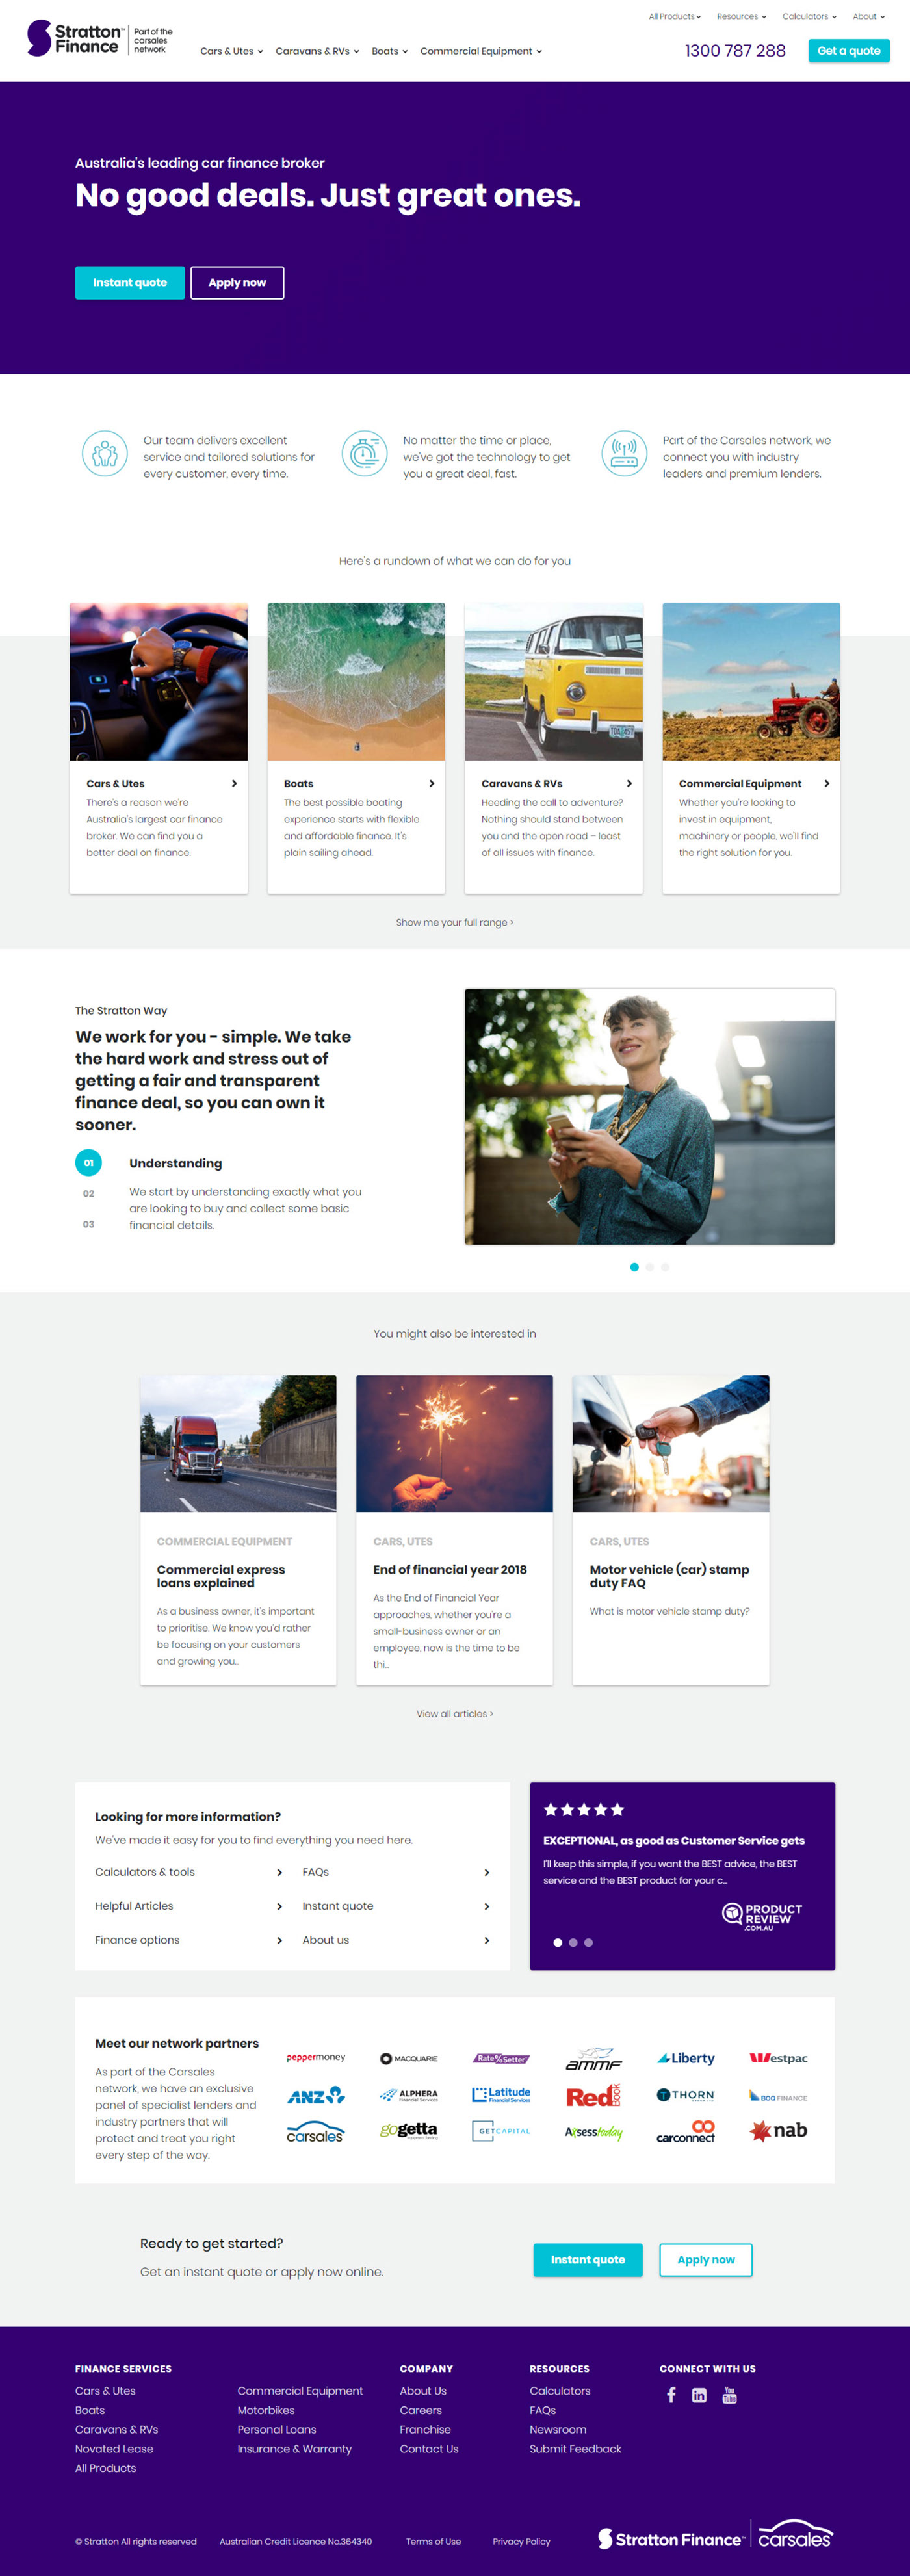 All Products
Resources
Calculators
About
Stratton
Finance
Part of the
carsales
network
Cars & Utes
Caravans & RVs
Boats
Commercial Equipment
1300 787 288
Get a quote
Australia's leading car finance broker
No good deals. Just great ones.
Instant quote
Apply now
Our team delivers excellent
service and tailored solutions for
every customer, every time.
No matter the time or place,
we've got the technology to get
you a great deal, fast.
Part of the Carsales network, we
connect you with industry
leaders and premium lenders.
Here's a rundown of what we can do for you
Cars & Utes
There's a reason we're
Australia's largest car finance
broker. We can find you a
better deal on finance.
Boats
The best possible boating
experience starts with flexible
and affordable finance. It's
plain sailing ahead.
Caravans & RVs
Heeding the call to adventure?
Nothing should stand between
you and the open road – least
of all issues with finance.
Commercial Equipment
Whether you're looking to
invest in equipment,
machinery or people, we'll find
the right solution for you.
Show me your full range >
The Stratton Way
We work for you – simple. We take
the hard work and stress out of
getting a fair and transparent
finance deal, so you can own it
sooner.
01
Understanding
02
We start by understanding exactly what you
are looking to buy and collect some basic
03
financial details.
You might also be interested in
COMMERCIAL EQUIPMENT
Commercial express
loans explained
As a business owner, it's important
to prioritise. We know you'd rather
be focusing on your customers
and growing you...
CARS, UTES
End of financial year 2018
As the End of Financial Year
approaches, whether you're a
small-business owner or an
employee, now is the time to be
thi...
CARS, UTES
Motor vehicle (car) stamp
duty FAQ
What is motor vehicle stamp duty?
View all articles >
Looking for more information?
We've made it easy for you to find everything you need here.
Calculators & tools
FAQs
Helpful Articles
Instant quote
Finance options
About us
EXCEPTIONAL, as good as Customer Service gets
I'll keep this simple, if you want the BEST advice, the BEST
service and the BEST product for your c...
PRODUCT
REVIEW
.COM.AU
Meet our network partners
As part of the Carsales
network, we have an exclusive
panel of specialist lenders and
industry partners that will
protect and treat you right
every step of the way.
peppermoney
MACQUARIE
RateSetter
ammf
Liberty
Westpac
ANZ
ALPHERA
Financial Services
Latitude
Financial Services
RedBOOK
THORN
BOQ FINANCE
carsales
gogetta
GETCAPITAL
Axsesstoday
carconnect
nab
Ready to get started?
Get an instant quote or apply now online.
Instant quote
Apply now
FINANCE SERVICES
Cars & Utes
Boats
Caravans & RVs
Novated Lease
All Products
Commercial Equipment
Motorbikes
Personal Loans
Insurance & Warranty
COMPANY
About Us
Careers
Franchise
Contact Us
RESOURCES
Calculators
FAQs
Newsroom
Submit Feedback
CONNECT WITH US
You
Tube
© Stratton All rights reserved
Australian Credit Licence No.364340
Terms of Use
Privacy Policy
Stratton Finance
carsales